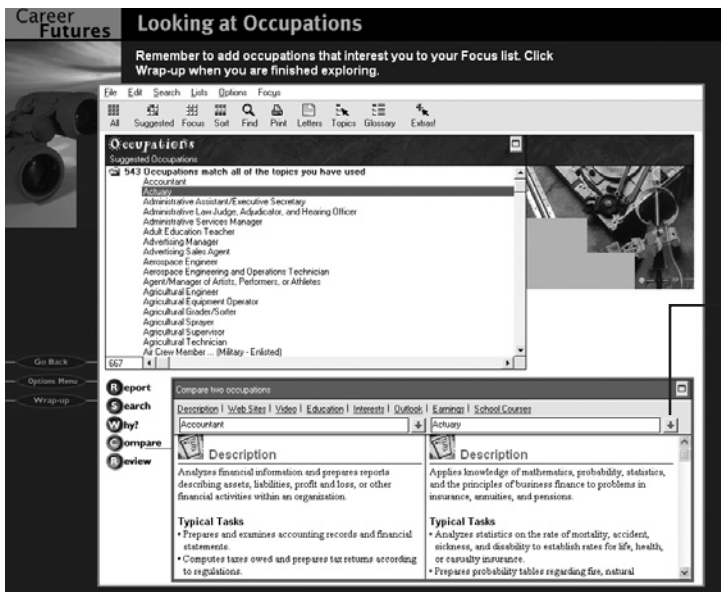 Career
Futures
Looking at Occupations
Remember to add occupations that interest you to your Focus list. Click
Wrap-up when you are finished exploring.
File Edit Search Lists Options Focus
All Suggested Focus Sort Find Print Letters Topics Glossary Extras!
Occupations
Suggested Occupations
543 Occupations match all of the topics you have used
Accountant
Actuary
Administrative Assistant/Executive Secretary
Administrative Law Judge, Adjudicator, and Hearing Officer
Administrative Services Manager
Adult Education Teacher
Advertising Manager
Advertising Sales Agent
Aerospace Engineer
Aerospace Engineering and Operations Technician
Agent/Manager of Artists, Performers, or Athletes
Agricultural Engineer
Agricultural Equipment Operator
Agricultural Grader/Sorter
Agricultural Sprayer
Agricultural Supervisor
Agricultural Technician
Air Crew Member ... (Military - Enlisted)
667
Go Back
Options Menu
Wrap-up
Report
Search
Why?
Compare
Review
Compare two occupations
Description | Web Sites | Video | Education | Interests | Outlook | Earnings | School Courses
Accountant
Description
Analyzes financial information and prepares reports
describing assets, liabilities, profit and loss, or other
financial activities within an organization.
Typical Tasks
• Prepares and examines accounting records and financial
statements.
• Computes taxes owed and prepares tax returns according
to regulations.
Actuary
Description
Applies knowledge of mathematics, probability, statistics,
and the principles of business finance to problems in
insurance, annuities, and pensions.
Typical Tasks
• Analyzes statistics on the rate of mortality, accident,
sickness, and disability to establish rates for life, health,
or casualty insurance.
• Prepares probability tables regarding fire, natural